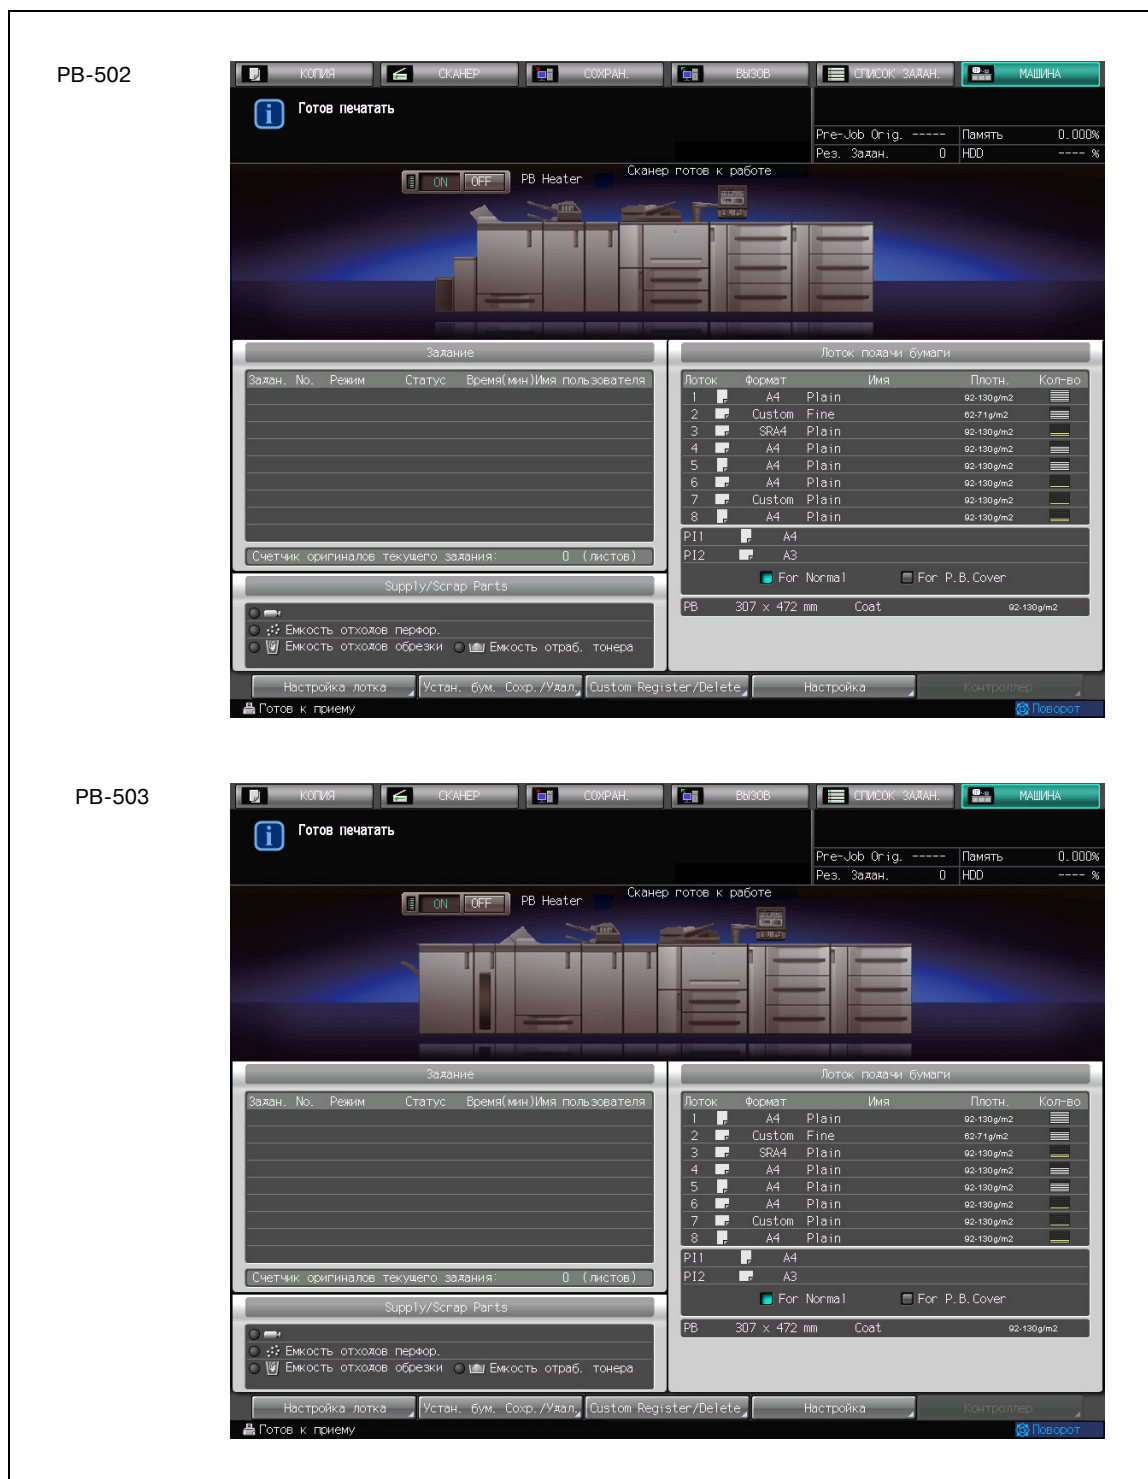 PB-502
КОПИЯ СКАНЕР СОХРАН. ВЫЗОВ СПИСОК ЗАДАН. МАШИНА
Готов печатать
Pre-Job Orig. ----- Память 0.000%
Рез. Задан. 0 HDD ---- %
Сканер готов к работе
ON OFF PB Heater
Задание
Задан. No. Режим Статус Время(мин) Имя пользователя
Счетчик оригиналов текущего задания: 0 (листов)
Supply/Scrap Parts
Емкость отходов перфор.
Емкость отходов обрезки Емкость отраб. тонера
Лоток подачи бумаги
Лоток Формат Имя Плотн. Кол-во
1 A4 Plain 92-130g/m2
2 Custom Fine 62-71g/m2
3 SRA4 Plain 92-130g/m2
4 A4 Plain 92-130g/m2
5 A4 Plain 92-130g/m2
6 A4 Plain 92-130g/m2
7 Custom Plain 92-130g/m2
8 A4 Plain 92-130g/m2
PI1 A4
PI2 A3
For Normal For P.B.Cover
PB 307 × 472 mm Coat 92-130g/m2
Настройка лотка Устан. бум. Сохр./Удал. Custom Register/Delete Настройка Контроллер
Готов к приему Поворот
PB-503
КОПИЯ СКАНЕР СОХРАН. ВЫЗОВ СПИСОК ЗАДАН. МАШИНА
Готов печатать
Pre-Job Orig. ----- Память 0.000%
Рез. Задан. 0 HDD ---- %
Сканер готов к работе
ON OFF PB Heater
Задание
Задан. No. Режим Статус Время(мин) Имя пользователя
Счетчик оригиналов текущего задания: 0 (листов)
Supply/Scrap Parts
Емкость отходов перфор.
Емкость отходов обрезки Емкость отраб. тонера
Лоток подачи бумаги
Лоток Формат Имя Плотн. Кол-во
1 A4 Plain 92-130g/m2
2 Custom Fine 62-71g/m2
3 SRA4 Plain 92-130g/m2
4 A4 Plain 92-130g/m2
5 A4 Plain 92-130g/m2
6 A4 Plain 92-130g/m2
7 Custom Plain 92-130g/m2
8 A4 Plain 92-130g/m2
PI1 A4
PI2 A3
For Normal For P.B.Cover
PB 307 × 472 mm Coat 92-130g/m2
Настройка лотка Устан. бум. Сохр./Удал. Custom Register/Delete Настройка Контроллер
Готов к приему Поворот